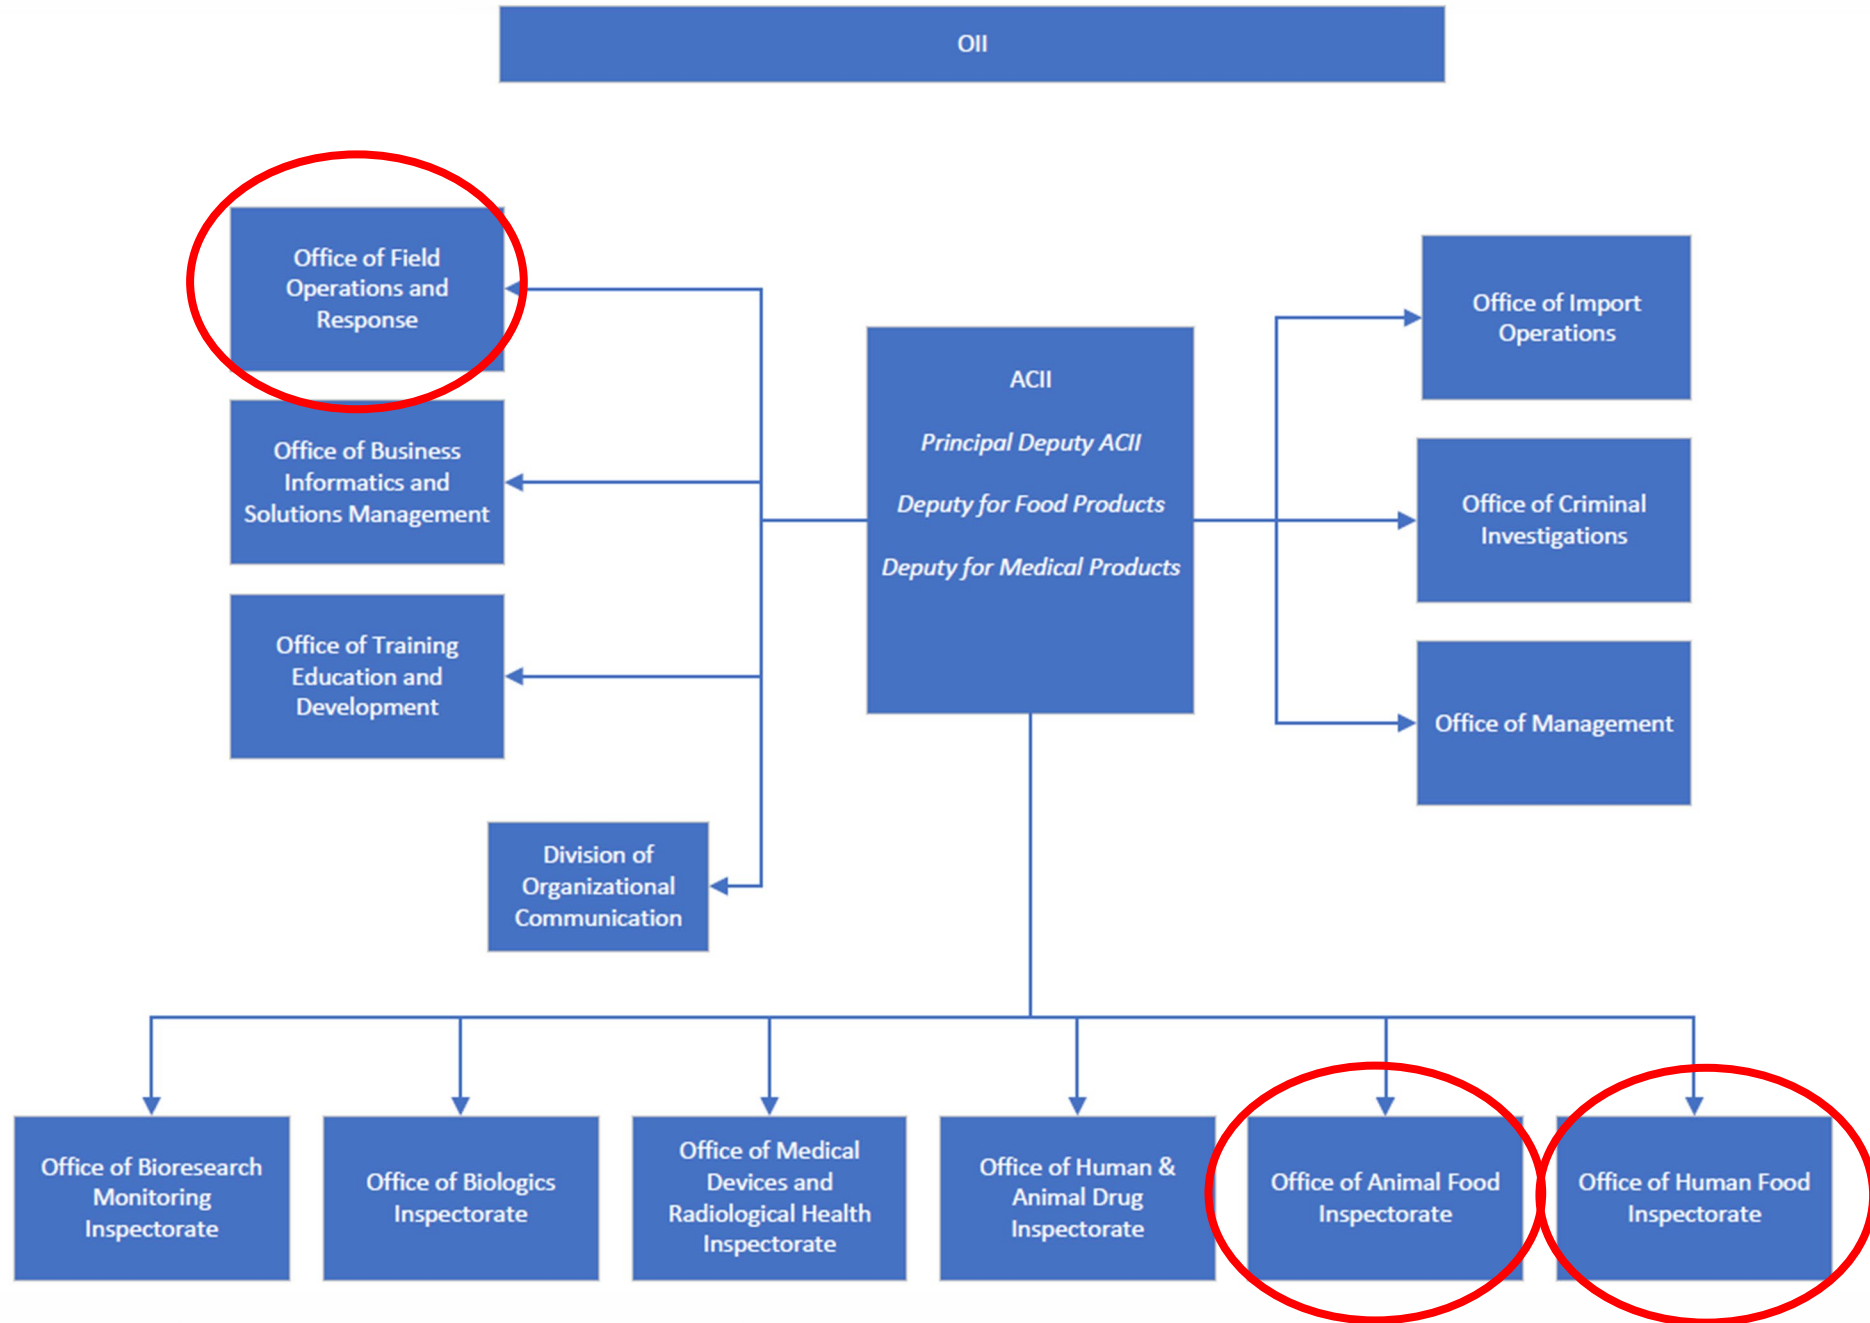 OII
Office of Field
Operations and
Response
Office of Business
Informatics and
Solutions Management
Office of Training
Education and
Development
Division of
Organizational
Communication
ACII
Principal Deputy ACII
Deputy for Food Products
Deputy for Medical Products
Office of Import
Operations
Office of Criminal
Investigations
Office of Management
Office of Bioresearch
Monitoring
Inspectorate
Office of Biologics
Inspectorate
Office of Medical
Devices and
Radiological Health
Inspectorate
Office of Human &
Animal Drug
Inspectorate
Office of Animal Food
Inspectorate
Office of Human Food
Inspectorate